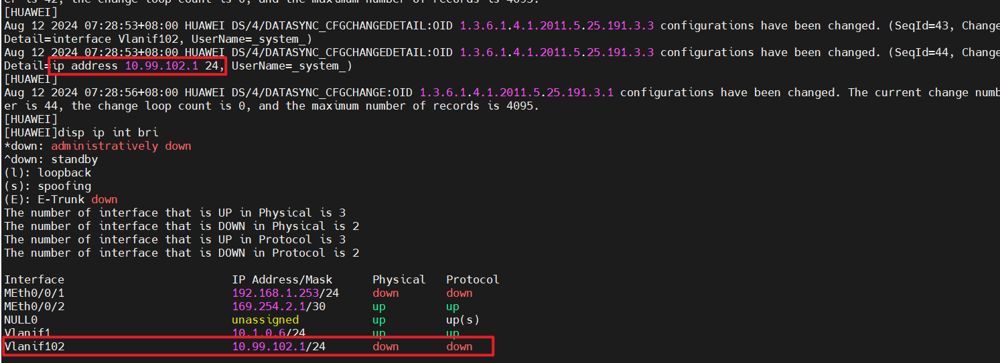 er is 42, the change loop count is 0, and the maximum number of records is 4095.
[HUAWEI]
Aug 12 2024 07:28:53+08:00 HUAWEI DS/4/DATASYNC_CFGCHANGEDETAIL:OID 1.3.6.1.4.1.2011.5.25.191.3.3 configurations have been changed. (SeqId=43, Change
Detail=interface Vlanif102, UserName=_system_)
Aug 12 2024 07:28:53+08:00 HUAWEI DS/4/DATASYNC_CFGCHANGEDETAIL:OID 1.3.6.1.4.1.2011.5.25.191.3.3 configurations have been changed. (SeqId=44, Change
Detail=ip address 10.99.102.1 24, UserName=_system_)
[HUAWEI]
Aug 12 2024 07:28:56+08:00 HUAWEI DS/4/DATASYNC_CFGCHANGE:OID 1.3.6.1.4.1.2011.5.25.191.3.1 configurations have been changed. The current change numb
er is 44, the change loop count is 0, and the maximum number of records is 4095.
[HUAWEI]
[HUAWEI]disp ip int bri
*down: administratively down
^down: standby
(l): loopback
(s): spoofing
(E): E-Trunk down
The number of interface that is UP in Physical is 3
The number of interface that is DOWN in Physical is 2
The number of interface that is UP in Protocol is 3
The number of interface that is DOWN in Protocol is 2
Interface IP Address/Mask Physical Protocol
MEth0/0/1 192.168.1.253/24 down down
MEth0/0/2 169.254.2.1/30 up up
NULL0 unassigned up up(s)
Vlanif1 10.1.0.6/24 up up
Vlanif102 10.99.102.1/24 down down